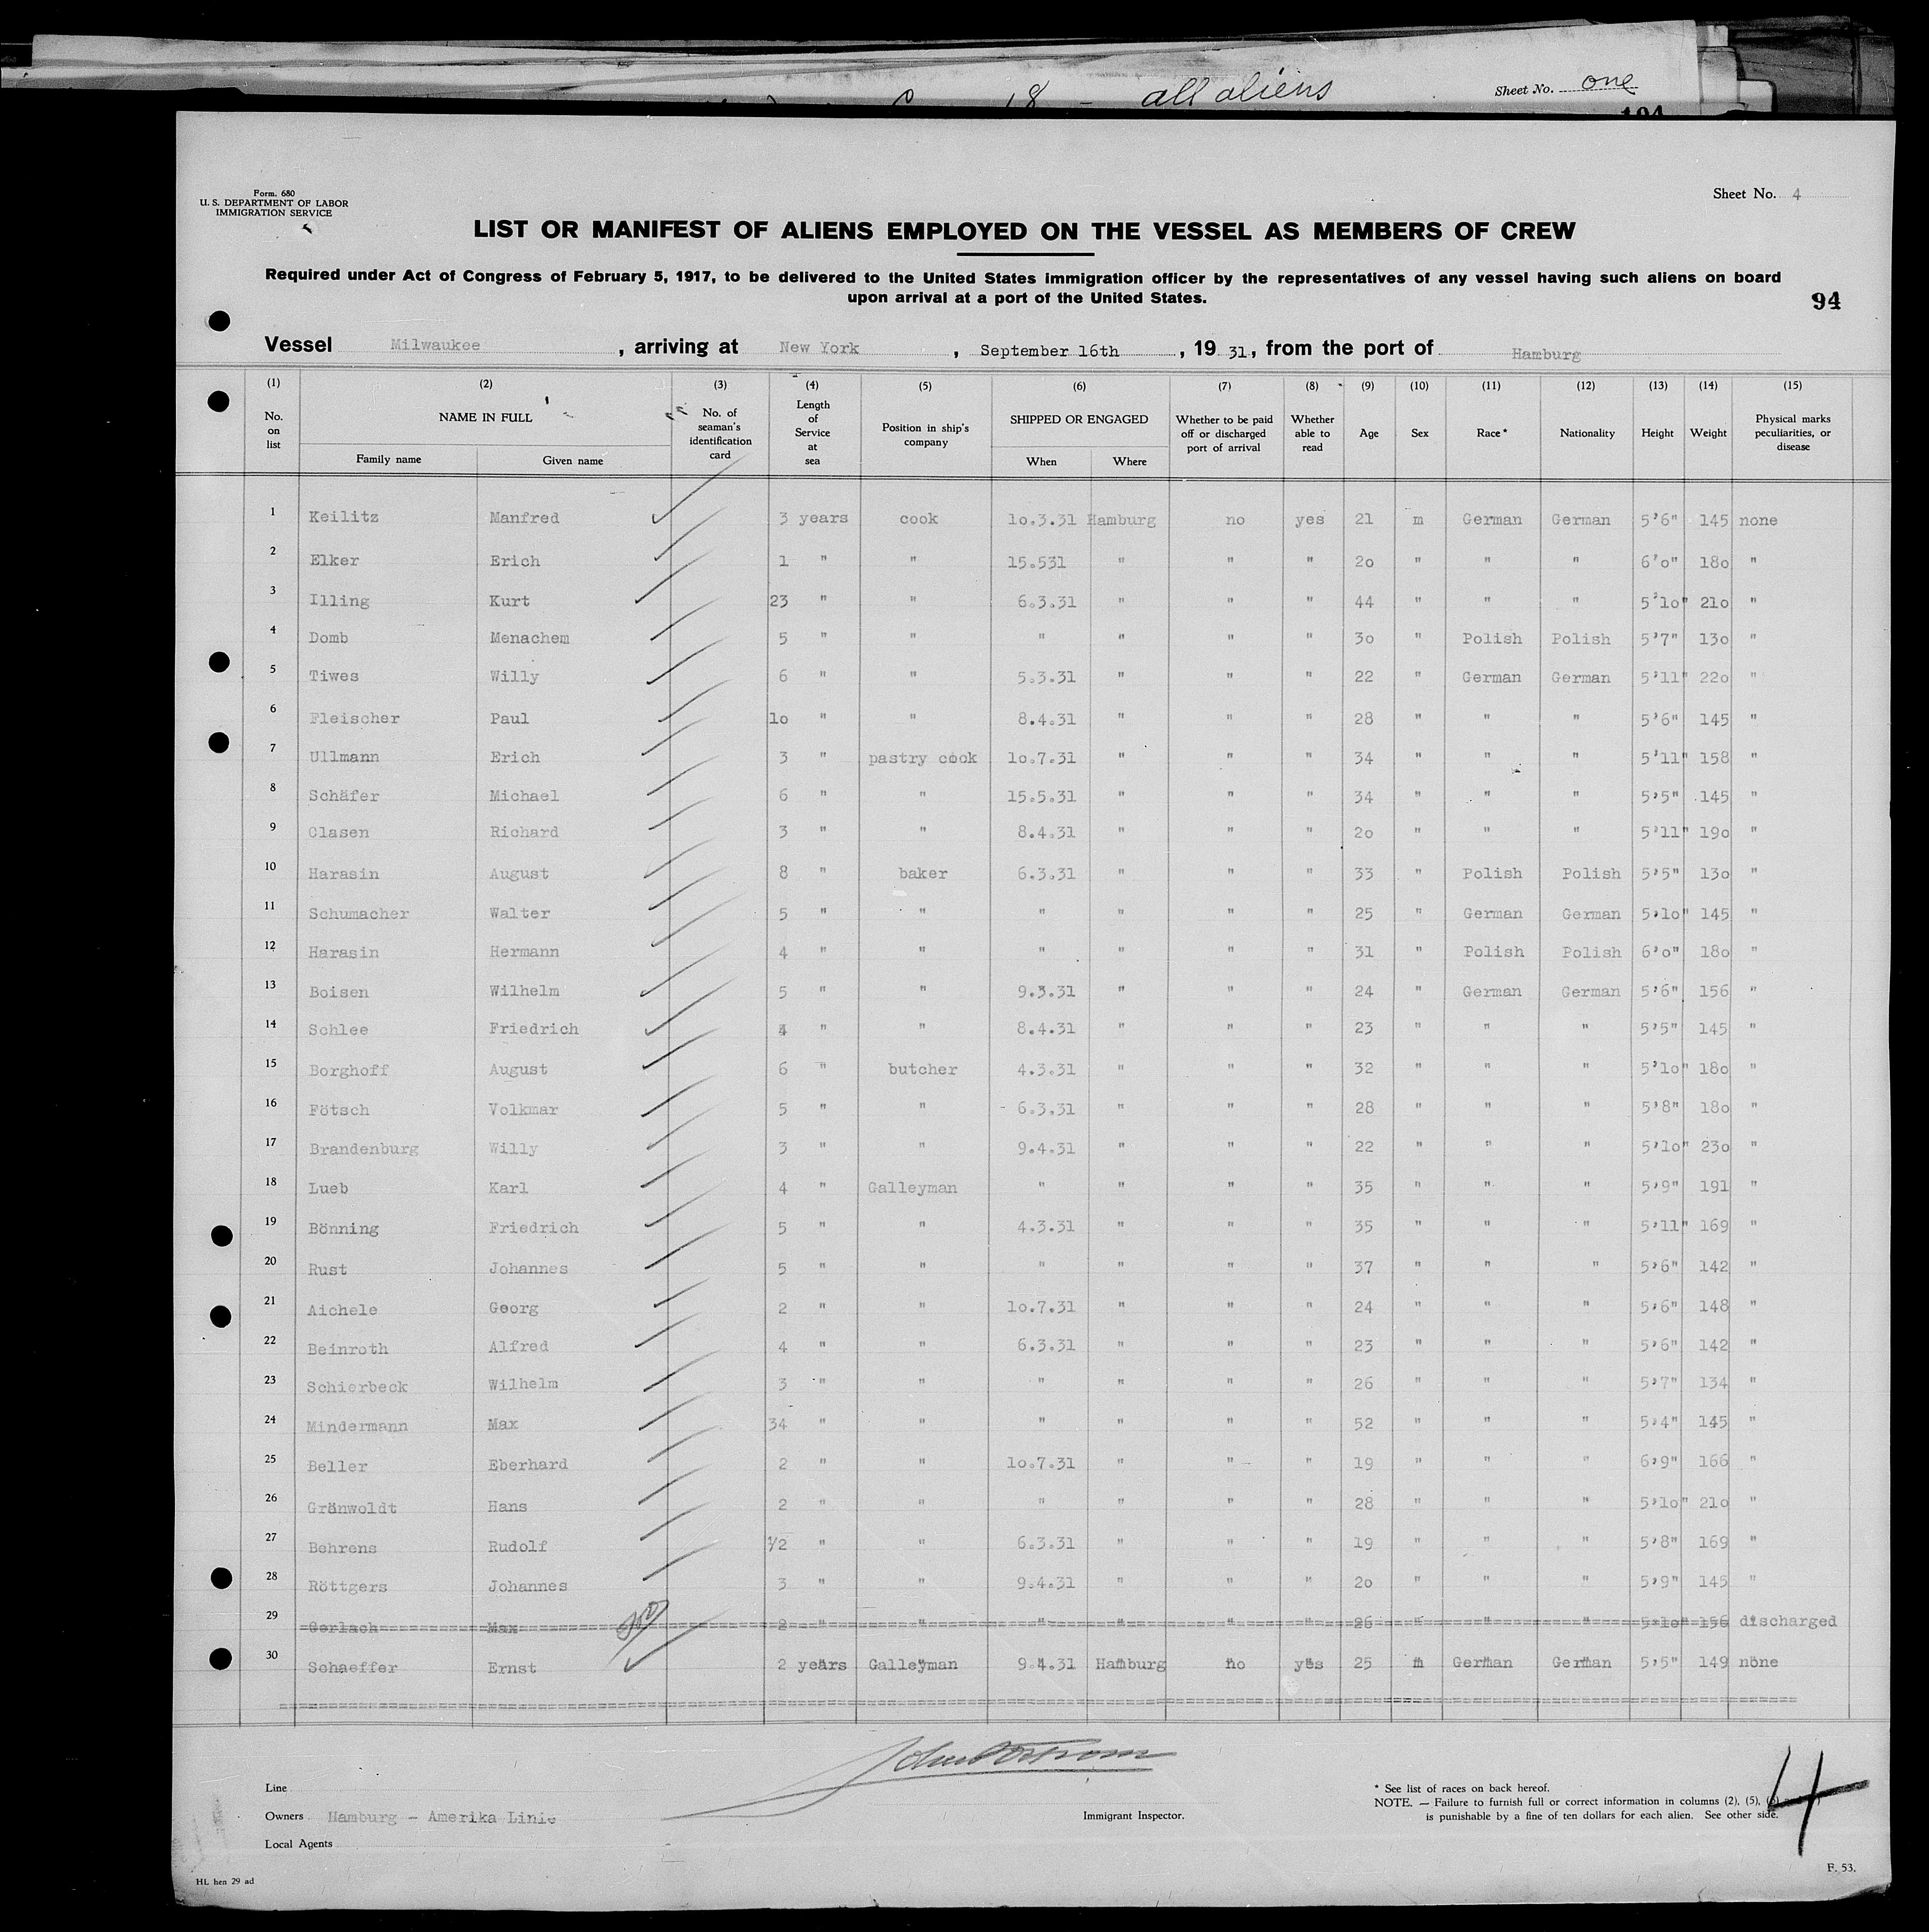 all aliens
Sheet No. one
Form. 680
U. S. DEPARTMENT OF LABOR
IMMIGRATION SERVICE
Sheet No. 4
LIST OR MANIFEST OF ALIENS EMPLOYED ON THE VESSEL AS MEMBERS OF CREW
Required under Act of Congress of February 5, 1917, to be delivered to the United States immigration officer by the representatives of any vessel having such aliens on board
upon arrival at a port of the United States.
94
Vessel Milwaukee , arriving at New York , September 16th , 19 31, from the port of Hamburg
(1) (2) (3) (4) (5) (6) (7) (8) (9) (10) (11) (12) (13) (14) (15)
No. on list NAME IN FULL Family name Given name No. of seaman's identification card Length of Service at sea Position in ship's company SHIPPED OR ENGAGED When Where Whether to be paid off or discharged port of arrival Whether able to read Age Sex Race* Nationality Height Weight Physical marks peculiarities, or disease
1 Keilitz Manfred 3 years cook 10.3.31 Hamburg no yes 21 m German German 5'6" 145 none
2 Elker Erich 1 " " 15.531 " " " 20 " " " 6'0" 180 "
3 Illing Kurt 23 " " 6.3.31 " " " 44 " " " 5'10" 210 "
4 Domb Menachem 5 " " " " " " 30 " Polish Polish 5'7" 130 "
5 Tiwes Willy 6 " " 5.3.31 " " " 22 " German German 5'11" 220 "
6 Fleischer Paul 10 " " 8.4.31 " " " 28 " " " 5'6" 145 "
7 Ullmann Erich 3 " pastry cook 10.7.31 " " " 34 " " " 5'11" 158 "
8 Schäfer Michael 6 " " 15.5.31 " " " 34 " " " 5'5" 145 "
9 Clasen Richard 3 " " 8.4.31 " " " 20 " " " 5'11" 190 "
10 Harasin August 8 " baker 6.3.31 " " " 33 " Polish Polish 5'5" 130 "
11 Schumacher Walter 5 " " " " " " 25 " German German 5'10" 145 "
12 Harasin Hermann 4 " " " " " " 31 " Polish Polish 6'0" 180 "
13 Boisen Wilhelm 5 " " 9.3.31 " " " 24 " German German 5'6" 156 "
14 Schlee Friedrich 4 " " 8.4.31 " " " 23 " " " 5'5" 145 "
15 Borghoff August 6 " butcher 4.3.31 " " " 32 " " " 5'10" 180 "
16 Fötsch Volkmar 5 " " 6.3.31 " " " 28 " " " 5'8" 180 "
17 Brandenburg Willy 3 " " 9.4.31 " " " 22 " " " 5'10" 230 "
18 Lueb Karl 4 " Galleyman " " " " 35 " " " 5'9" 191 "
19 Bönning Friedrich 5 " " 4.3.31 " " " 35 " " " 5'11" 169 "
20 Rust Johannes 5 " " " " " " 37 " " " 5'6" 142 "
21 Aichele Georg 2 " " 10.7.31 " " " 24 " " " 5'6" 148 "
22 Beinroth Alfred 4 " " 6.3.31 " " " 23 " " " 5'6" 142 "
23 Schierbeck Wilhelm 3 " " " " " " 26 " " " 5'7" 134 "
24 Mindermann Max 34 " " " " " " 52 " " " 5'4" 145 "
25 Beller Eberhard 2 " " 10.7.31 " " " 19 " " " 6'9" 166 "
26 Grönwoldt Hans 2 " " " " " " 28 " " " 5'10" 210 "
27 Behrens Rudolf 1/2 " " 6.3.31 " " " 19 " " " 5'8" 169 "
28 Röttgers Johannes 3 " " 9.4.31 " " " 20 " " " 5'9" 145 "
29 Gerlach Max 2 " " " " " " 26 " " " 5'10" 156 discharged
30 Schaeffer Ernst 2 years Galleyman 9.4.31 Hamburg no yes 25 m German German 5'5" 149 none
Line
Owners Hamburg - Amerika Linie
Local Agents
Immigrant Inspector.
* See list of races on back hereof.
NOTE. — Failure to furnish full or correct information in columns (2), (5),
is punishable by a fine of ten dollars for each alien. See other side.
4
HL hen 29 ad
F. 53.